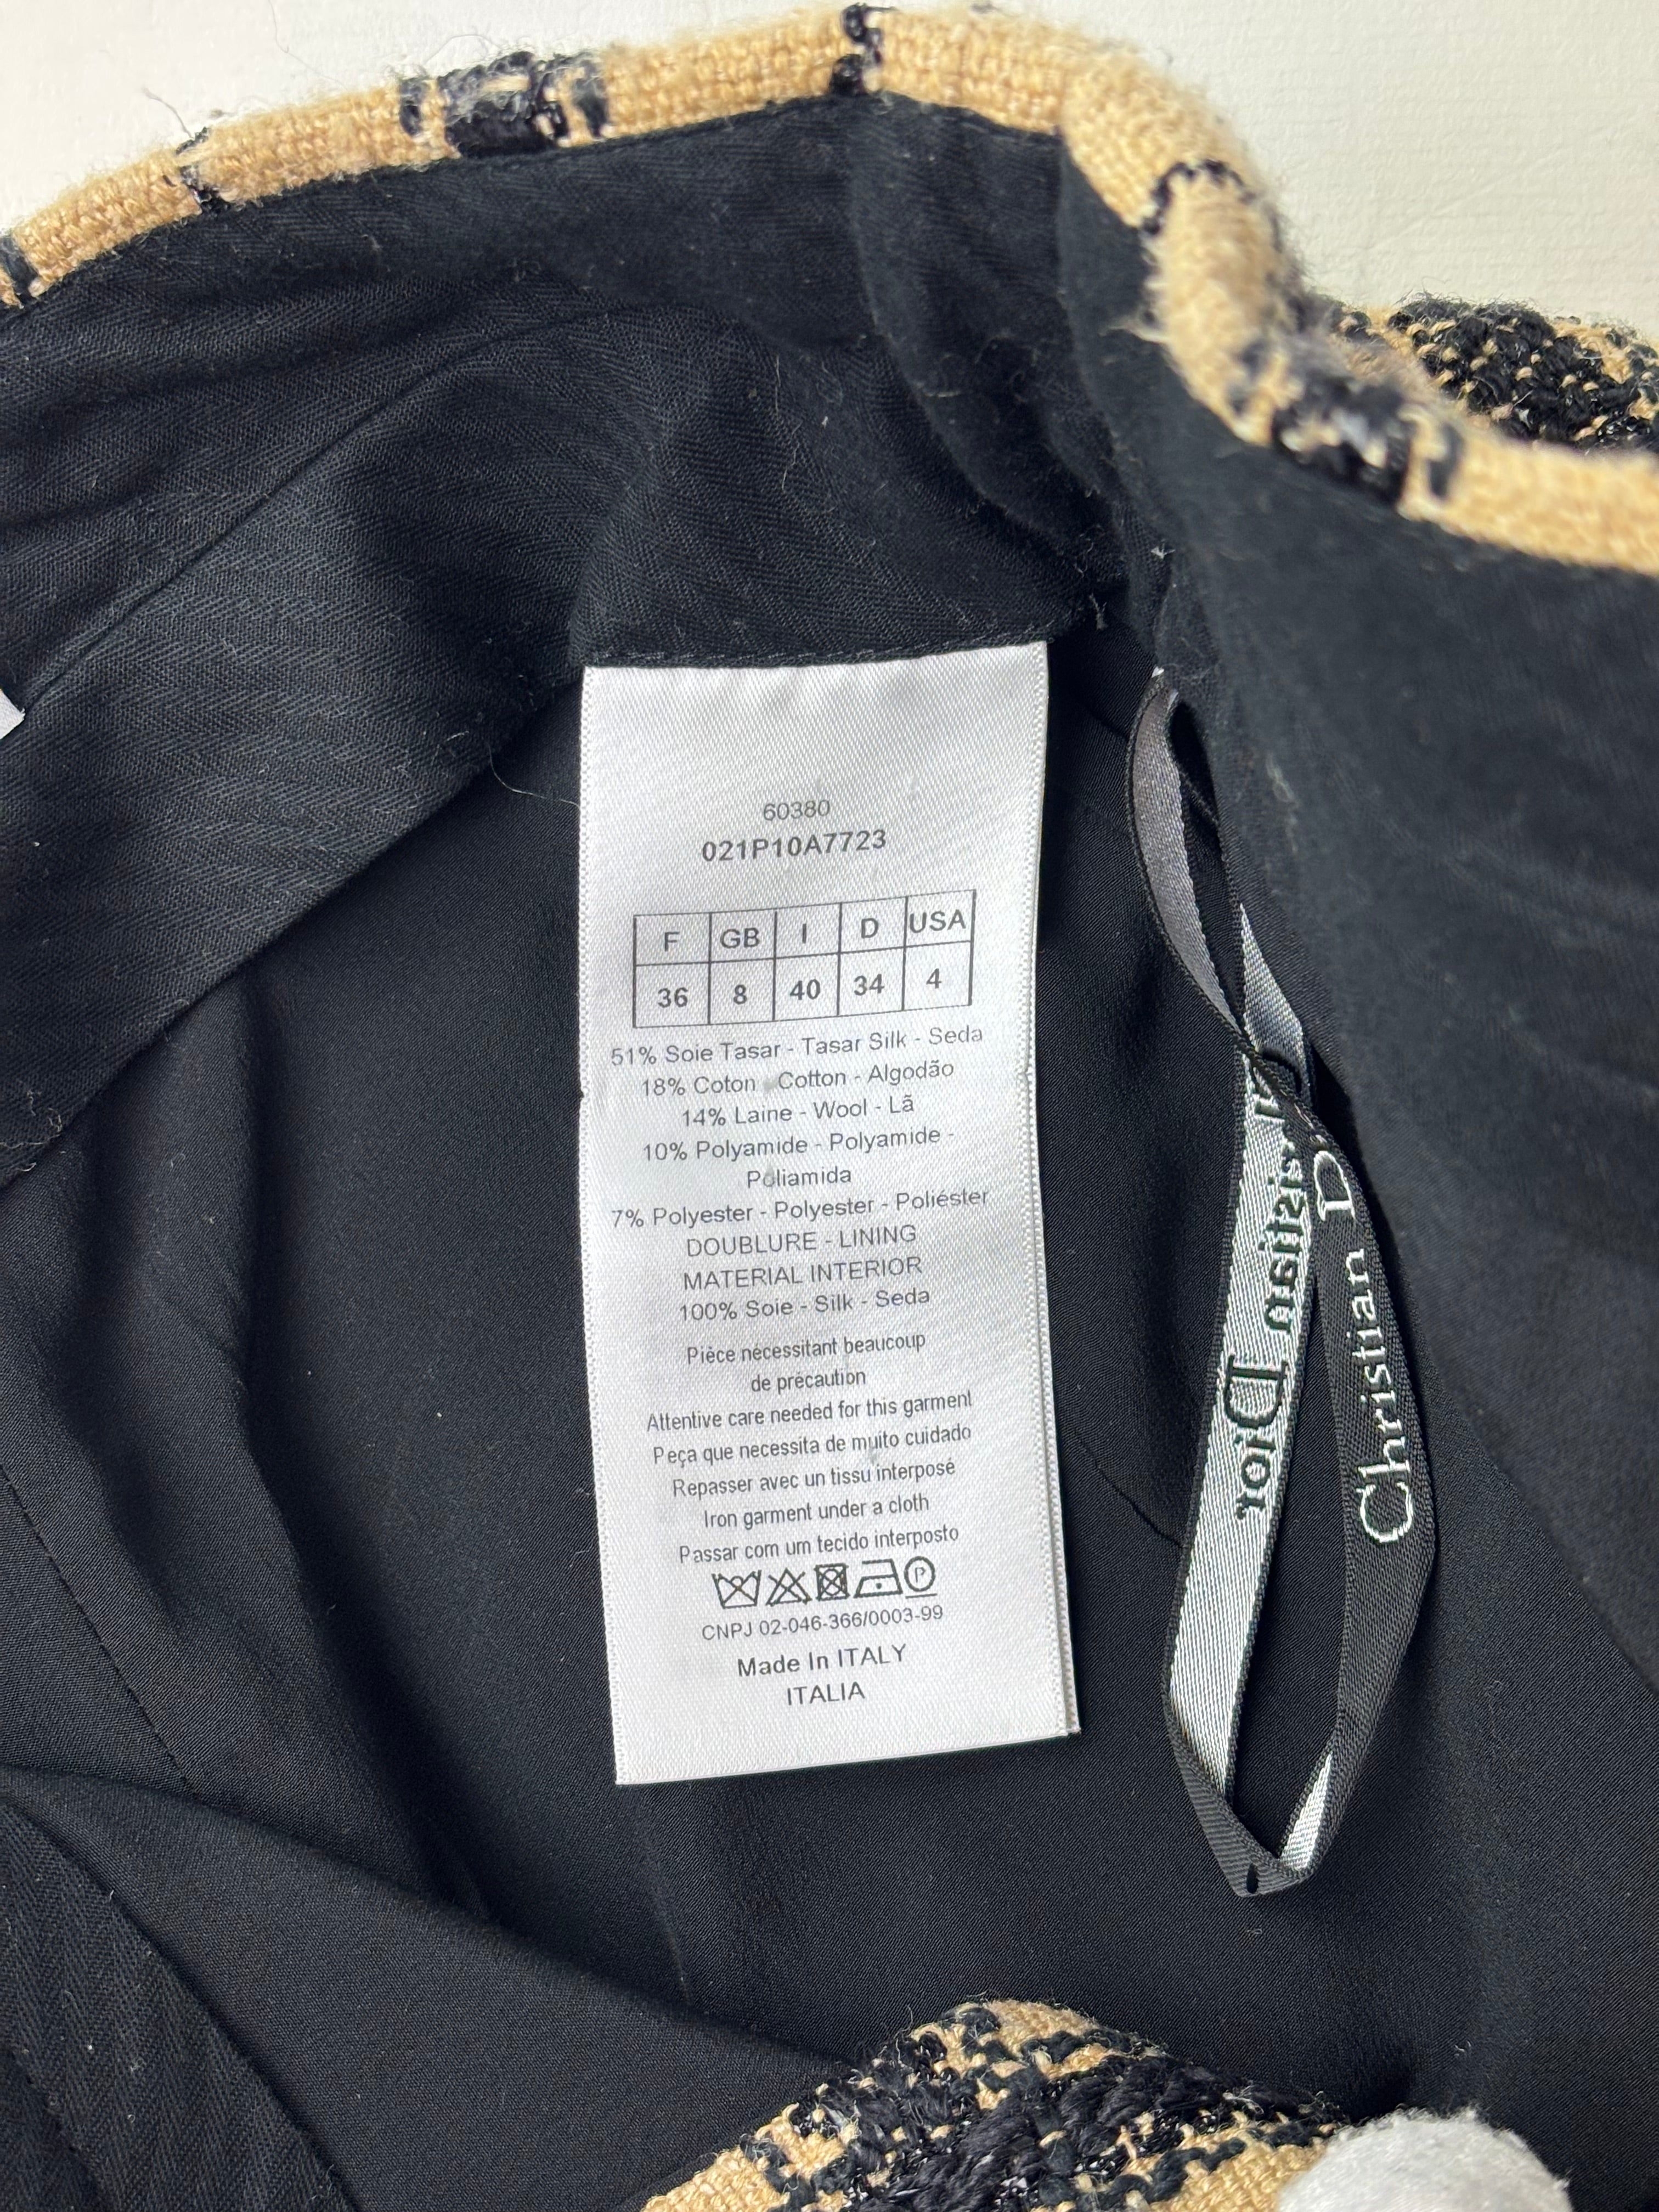 60380
021P10A7723
F GB I D USA
36 8 40 34 4
51% Soie Tasar - Tasar Silk - Seda
18% Coton - Cotton - Algodão
14% Laine - Wool - Lã
10% Polyamide - Polyamide -
Poliamida
7% Polyester - Polyester - Poliéster
DOUBLURE - LINING
MATERIAL INTERIOR
100% Soie - Silk - Seda
Pièce nécessitant beaucoup
de précaution
Attentive care needed for this garment
Peça que necessita de muito cuidado
Repasser avec un tissu interposé
Iron garment under a cloth
Passar com um tecido interposto
P
CNPJ 02-046-366/0003-99
Made In ITALY
ITALIA
Christian Dior
Christian D